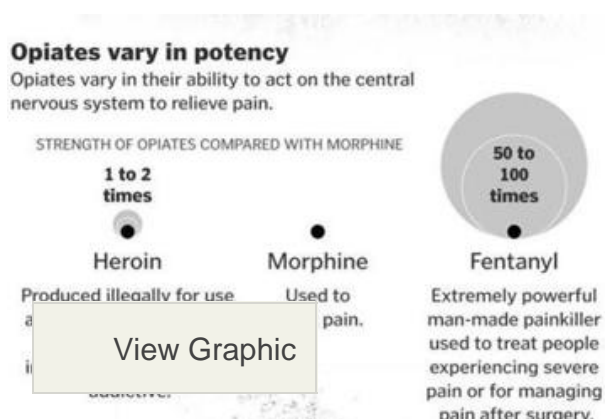 Opiates vary in potency
Opiates vary in their ability to act on the central
nervous system to relieve pain.
STRENGTH OF OPIATES COMPARED WITH MORPHINE
1 to 2
times
50 to
100
times
Heroin
Produced illegally for use
addictive.
Morphine
Used to
pain.
Fentanyl
Extremely powerful
man-made painkiller
used to treat people
experiencing severe
pain or for managing
pain after surgery.
View Graphic